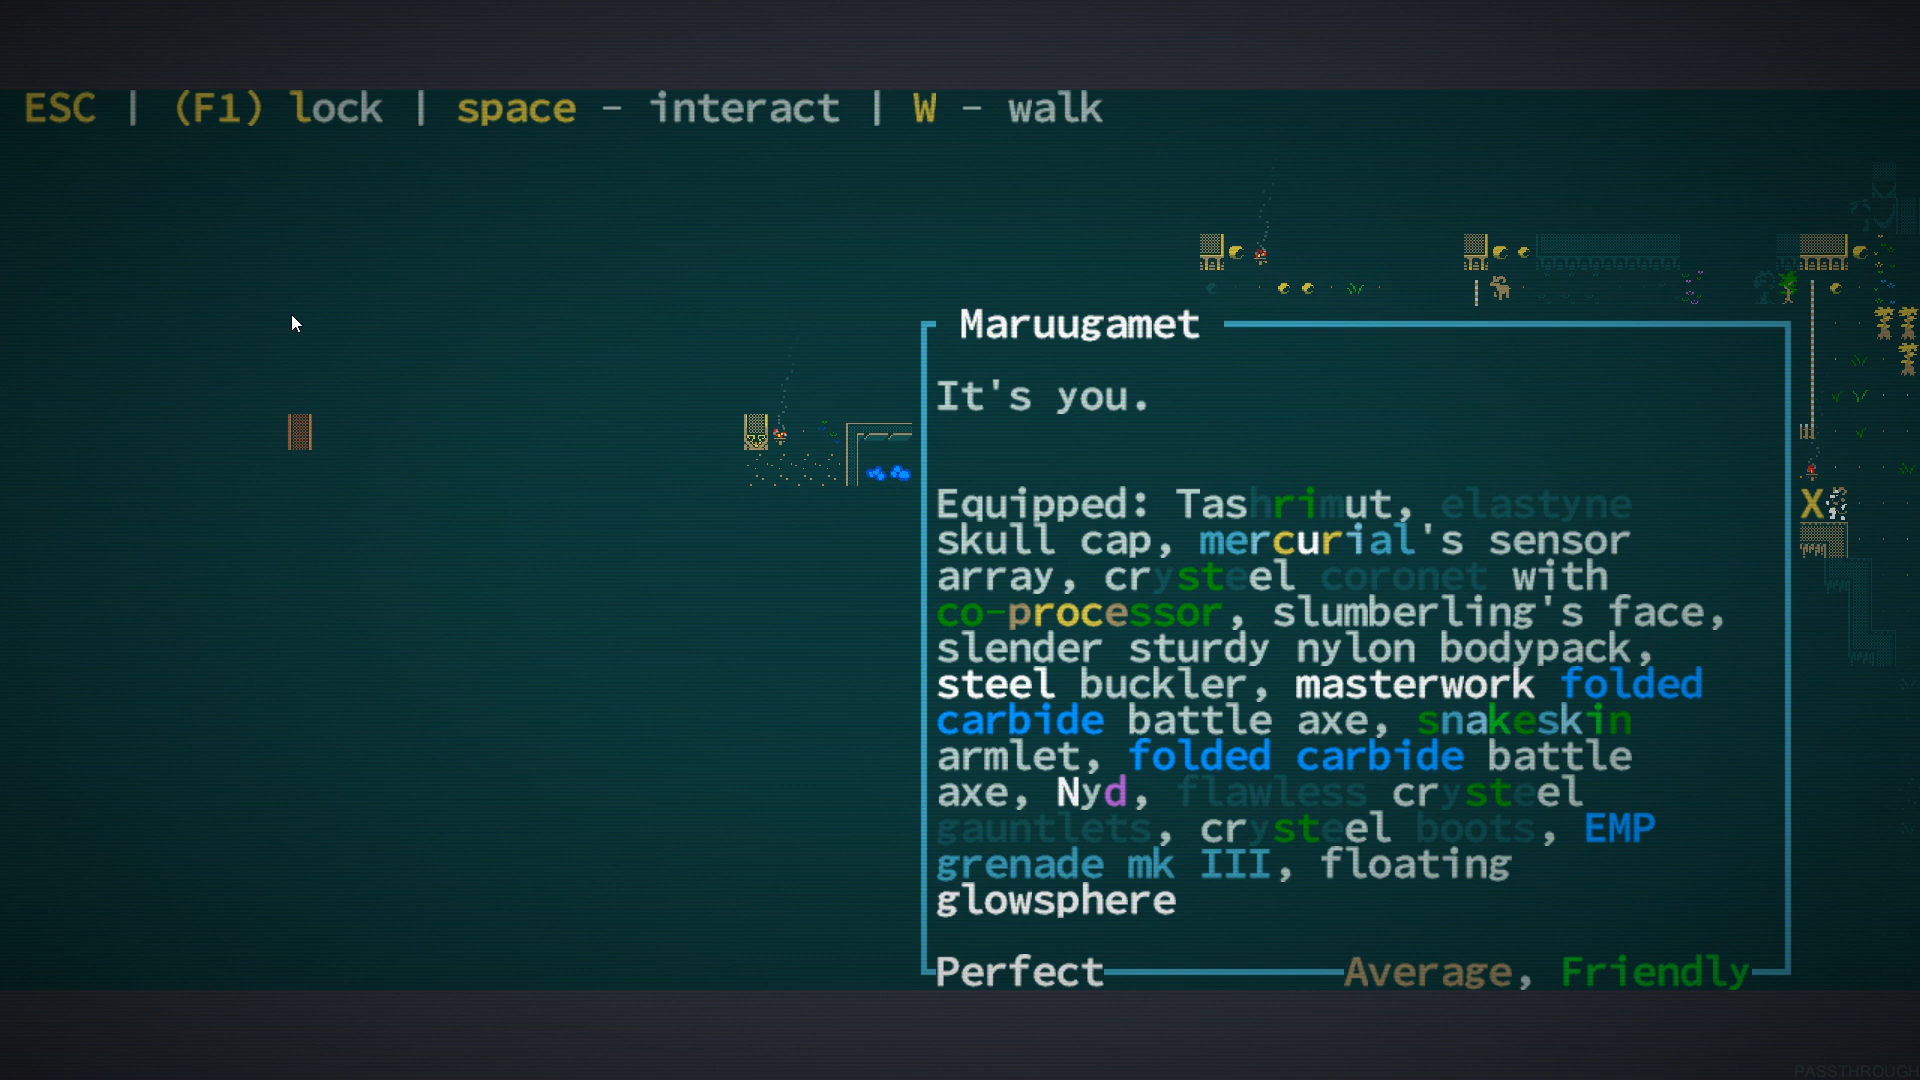 ESC | (F1) lock | space - interact | W - walk
Maruugamet
It's you.
Equipped: Tashrimut, elastyne
skull cap, mercurial's sensor
array, crysteel coronet with
co-processor, slumberling's face,
slender sturdy nylon bodypack,
steel buckler, masterwork folded
carbide battle axe, snakeskin
armlet, folded carbide battle
axe, Nyd, flawless crysteel
gauntlets, crysteel boots, EMP
grenade mk III, floating
glowsphere
Perfect
Average, Friendly
X
PASSTHROUGH